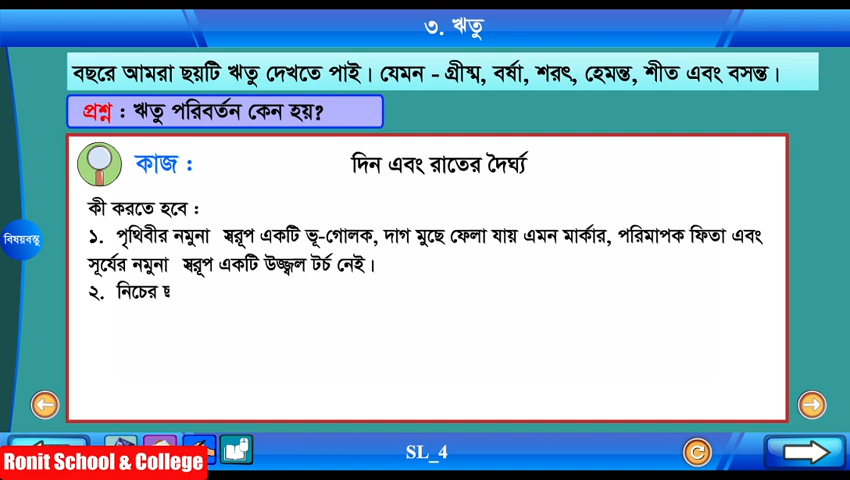 ৩. ঋতু
বছরে আমরা ছয়টি ঋতু দেখতে পাই। যেমন - গ্রীষ্ম, বর্ষা, শরৎ, হেমন্ত, শীত এবং বসন্ত।
প্রশ্ন : ঋতু পরিবর্তন কেন হয়?
কাজ : দিন এবং রাতের দৈর্ঘ্য
কী করতে হবে :
১. পৃথিবীর নমুনা স্বরূপ একটি ভূ-গোলক, দাগ মুছে ফেলা যায় এমন মার্কার, পরিমাপক ফিতা এবং
সূর্যের নমুনা স্বরূপ একটি উজ্জ্বল টর্চ নেই।
২. নিচের ছ
বিষয়বস্তু
SL_4
Ronit School & College